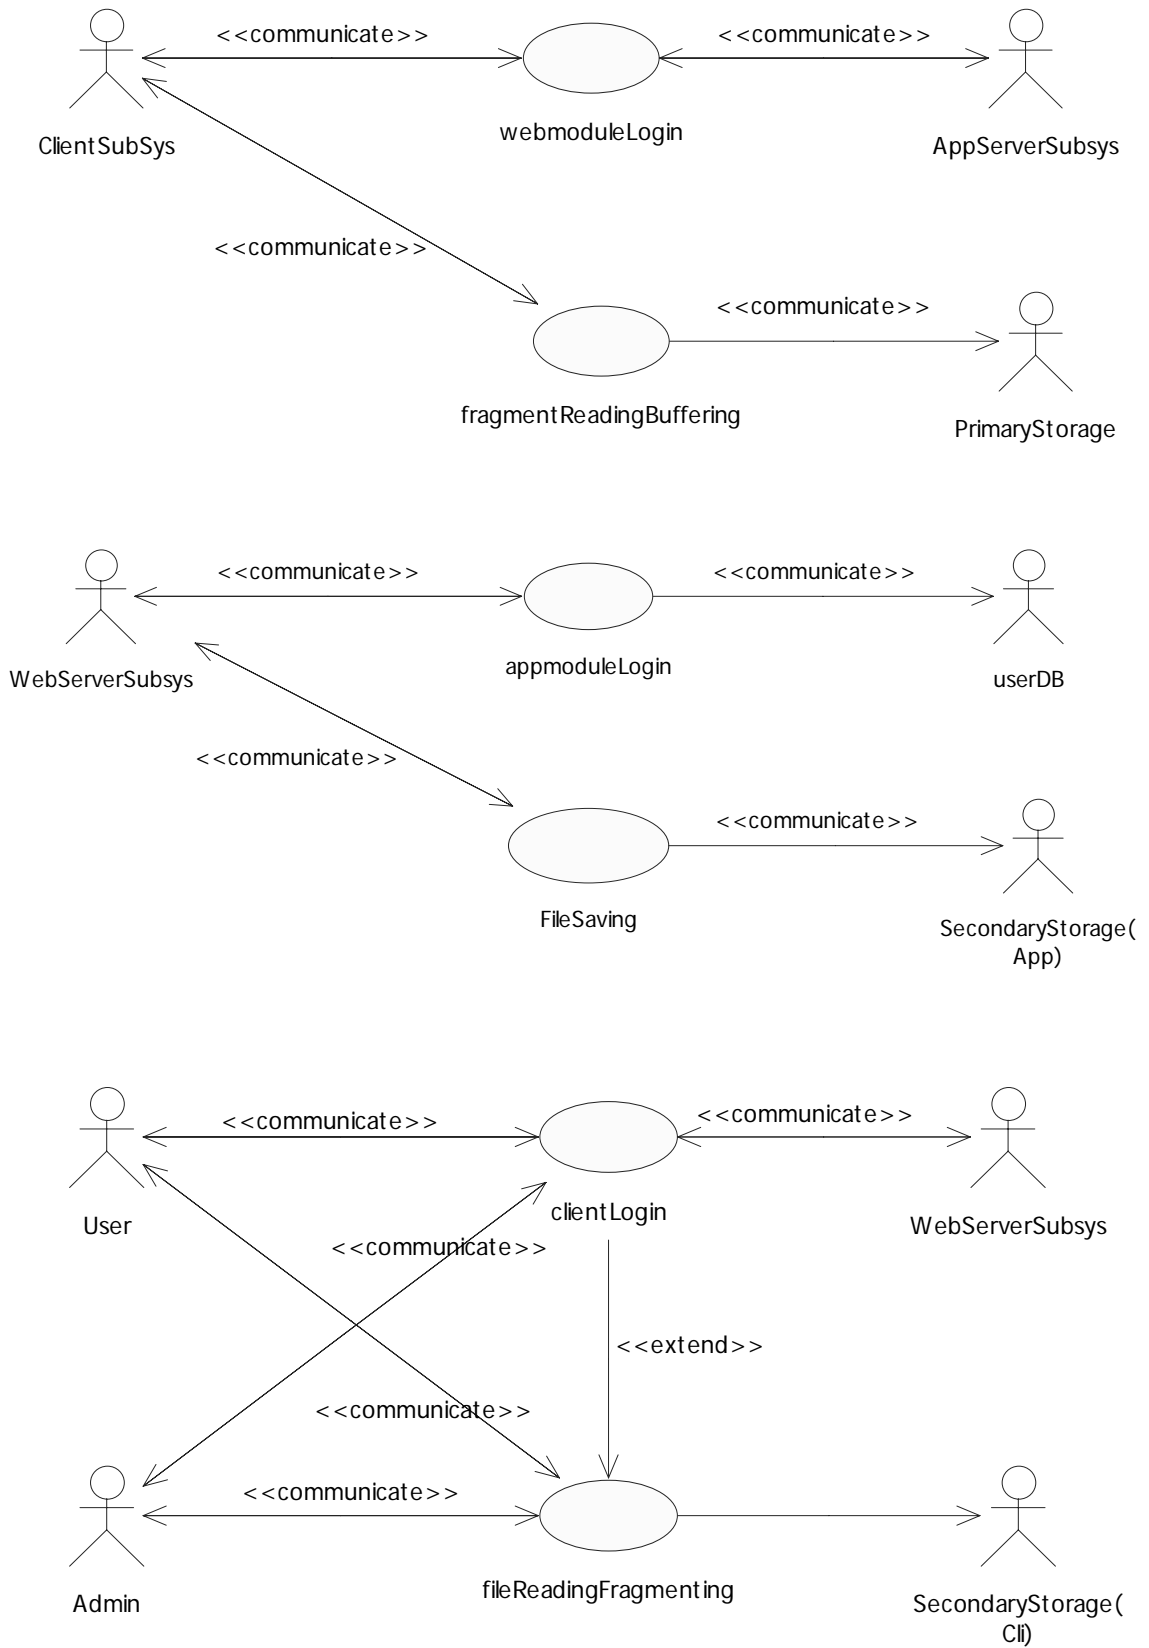 <<communicate>>
<<communicate>>
webmoduleLogin
ClientSubSys
AppServerSubsys
<<communicate>>
<<communicate>>
fragmentReadingBuffering
PrimaryStorage
<<communicate>>
<<communicate>>
appmoduleLogin
WebServerSubsys
userDB
<<communicate>>
<<communicate>>
FileSaving
SecondaryStorage(
App)
<<communicate>>
<<communicate>>
clientLogin
User
WebServerSubsys
<<communicate>>
<<extend>>
<<communicate>>
<<communicate>>
fileReadingFragmenting
Admin
SecondaryStorage(
Cli)